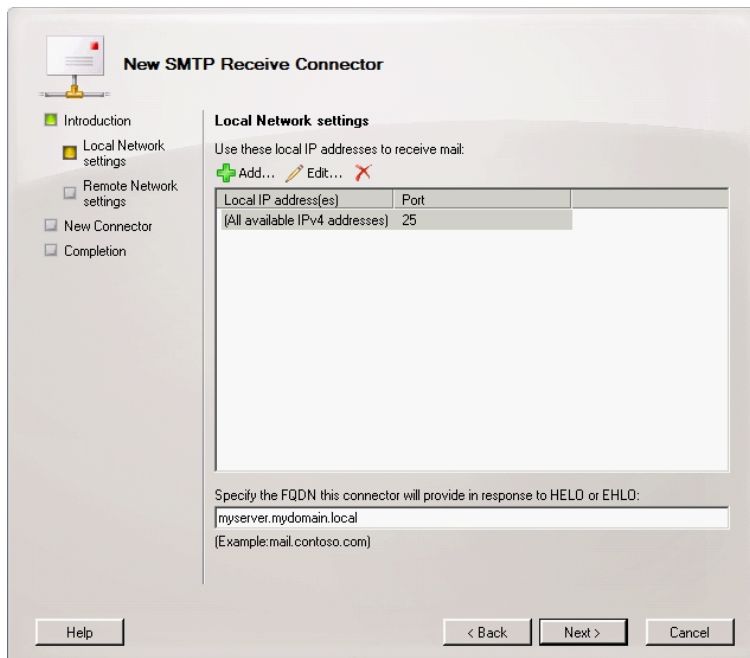 New SMTP Receive Connector
Introduction
Local Network
settings
Remote Network
settings
New Connector
Completion
Local Network settings
Use these local IP addresses to receive mail:
Add... Edit...
Local IP address(es) Port
(All available IPv4 addresses) 25
Specify the FQDN this connector will provide in response to HELO or EHLO:
myserver.mydomain.local
(Example:mail.contoso.com)
Help < Back Next > Cancel